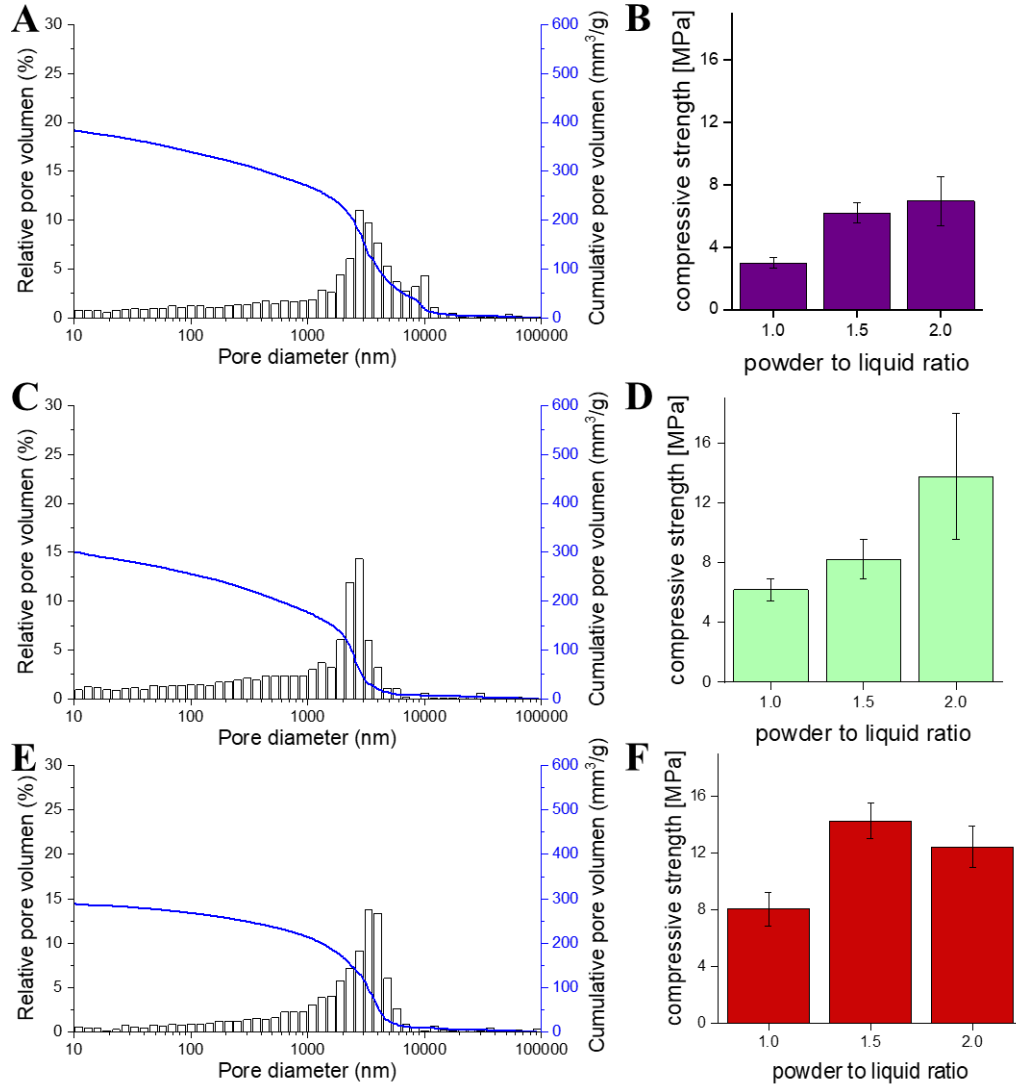 A
Relative pore volumen (%)
30
25
20
15
10
5
0
600
500
400
300
200
100
0
Cumulative pore volumen (mm³/g)
10 100 1000 10000 100000
Pore diameter (nm)
B
compressive strength [MPa]
16
12
8
4
0
1.0 1.5 2.0
powder to liquid ratio
C
Relative pore volumen (%)
30
25
20
15
10
5
0
600
500
400
300
200
100
0
Cumulative pore volumen (mm³/g)
10 100 1000 10000 100000
Pore diameter (nm)
D
compressive strength [MPa]
16
12
8
4
0
1.0 1.5 2.0
powder to liquid ratio
E
Relative pore volumen (%)
30
25
20
15
10
5
0
600
500
400
300
200
100
0
Cumulative pore volumen (mm³/g)
10 100 1000 10000 100000
Pore diameter (nm)
F
compressive strength [MPa]
16
12
8
4
0
1.0 1.5 2.0
powder to liquid ratio